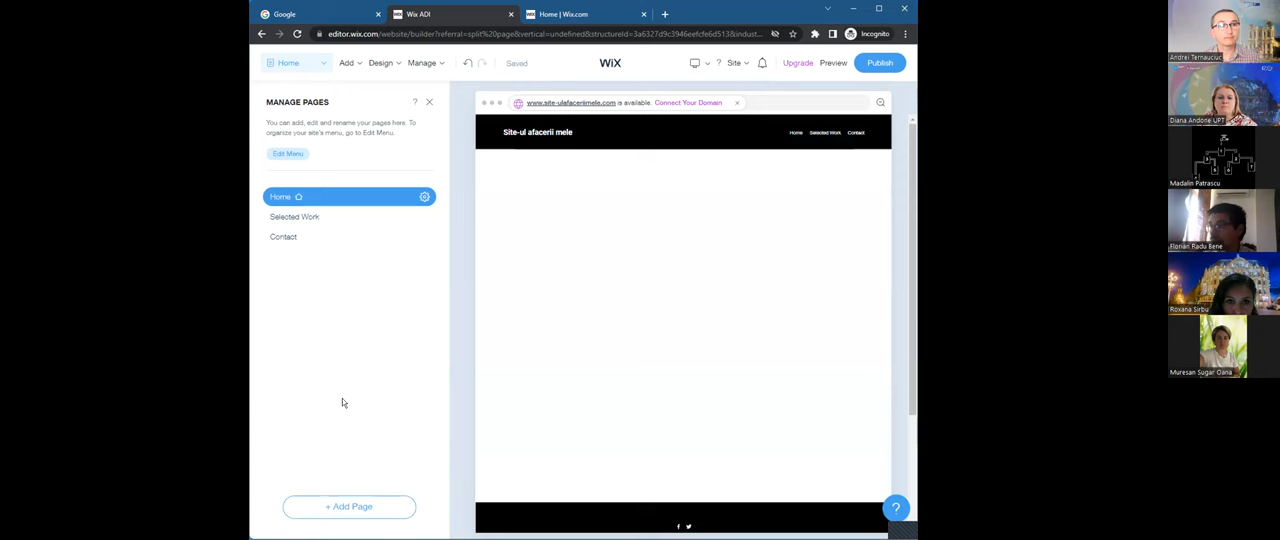 Google
Wix ADI
Home | Wix.com
editor.wix.com/website/builder?referral=split%20page&vertical=undefined&structureId=3a6327d9c3946eefcfe6d513&indust...
Incognito
Home
Add
Design
Manage
Saved
WiX
?
Site
Upgrade
Preview
Publish
MANAGE PAGES
?
You can add, edit and rename your pages here. To
organize your site's menu, go to Edit Menu.
Edit Menu
Home
Selected Work
Contact
+ Add Page
www.site-ulafaceriimele.com is available. Connect Your Domain
Site-ul afacerii mele
Home
Selected Work
Contact
?
Andrei Ternauciuc
Diana Andone UPT
Madalin Patrascu
Florian Radu Bene
Roxana Sirbu
Muresan Sugar Oana